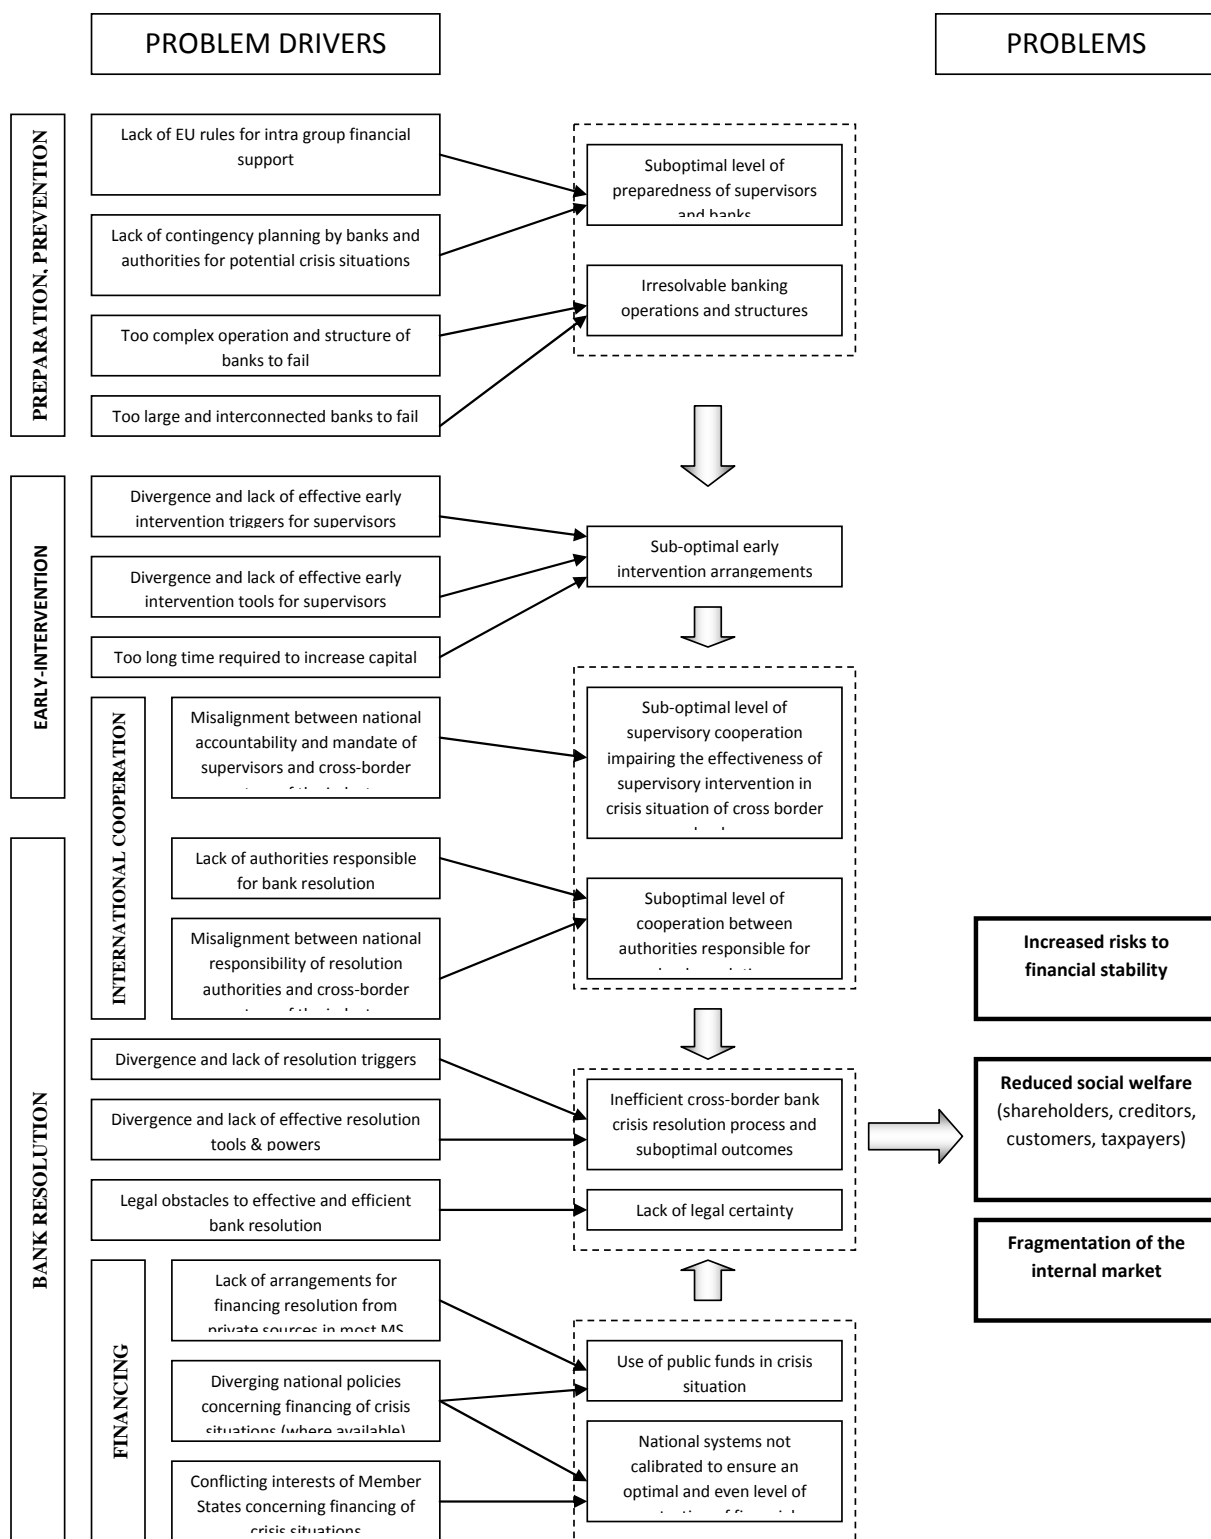 PROBLEM DRIVERS
PROBLEMS
PREPARATION, PREVENTION
Lack of EU rules for intra group financial
support
Lack of contingency planning by banks and
authorities for potential crisis situations
Too complex operation and structure of
banks to fail
Too large and interconnected banks to fail
Suboptimal level of
preparedness of supervisors
and banks
Irresolvable banking
operations and structures
EARLY-INTERVENTION
Divergence and lack of effective early
intervention triggers for supervisors
Divergence and lack of effective early
intervention tools for supervisors
Too long time required to increase capital
Sub-optimal early
intervention arrangements
INTERNATIONAL COOPERATION
Misalignment between national
accountability and mandate of
supervisors and cross-border
Sub-optimal level of
supervisory cooperation
impairing the effectiveness of
supervisory intervention in
crisis situation of cross border
BANK RESOLUTION
Lack of authorities responsible
for bank resolution
Misalignment between national
responsibility of resolution
authorities and cross-border
Suboptimal level of
cooperation between
authorities responsible for
Divergence and lack of resolution triggers
Divergence and lack of effective resolution
tools & powers
Legal obstacles to effective and efficient
bank resolution
Inefficient cross-border bank
crisis resolution process and
suboptimal outcomes
Lack of legal certainty
Increased risks to
financial stability
Reduced social welfare
(shareholders, creditors,
customers, taxpayers)
Fragmentation of the
internal market
FINANCING
Lack of arrangements for
financing resolution from
private sources in most MS
Diverging national policies
concerning financing of crisis
situations (where available)
Conflicting interests of Member
States concerning financing of
crisis situations
Use of public funds in crisis
situation
National systems not
calibrated to ensure an
optimal and even level of